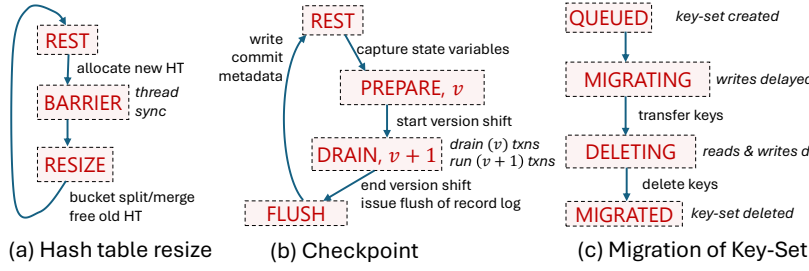 REST
allocate new HT
BARRIER
thread
sync
RESIZE
bucket split/merge
free old HT
(a) Hash table resize
REST
write
commit
metadata
capture state variables
PREPARE, v
start version shift
DRAIN, v + 1
drain (v) txns
run (v + 1) txns
end version shift
issue flush of record log
FLUSH
(b) Checkpoint
QUEUED
key-set created
MIGRATING
writes delayed
transfer keys
DELETING
reads & writes d
delete keys
MIGRATED
key-set deleted
(c) Migration of Key-Set